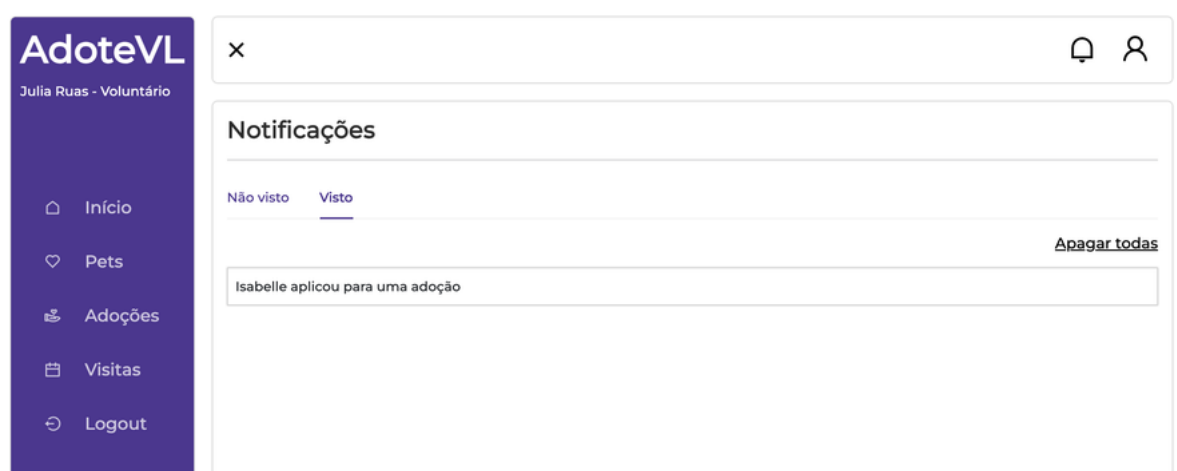 AdoteVL
Julia Ruas - Voluntário
Início
Pets
Adoções
Visitas
Logout
Notificações
Não visto Visto
Apagar todas
Isabelle aplicou para uma adoção